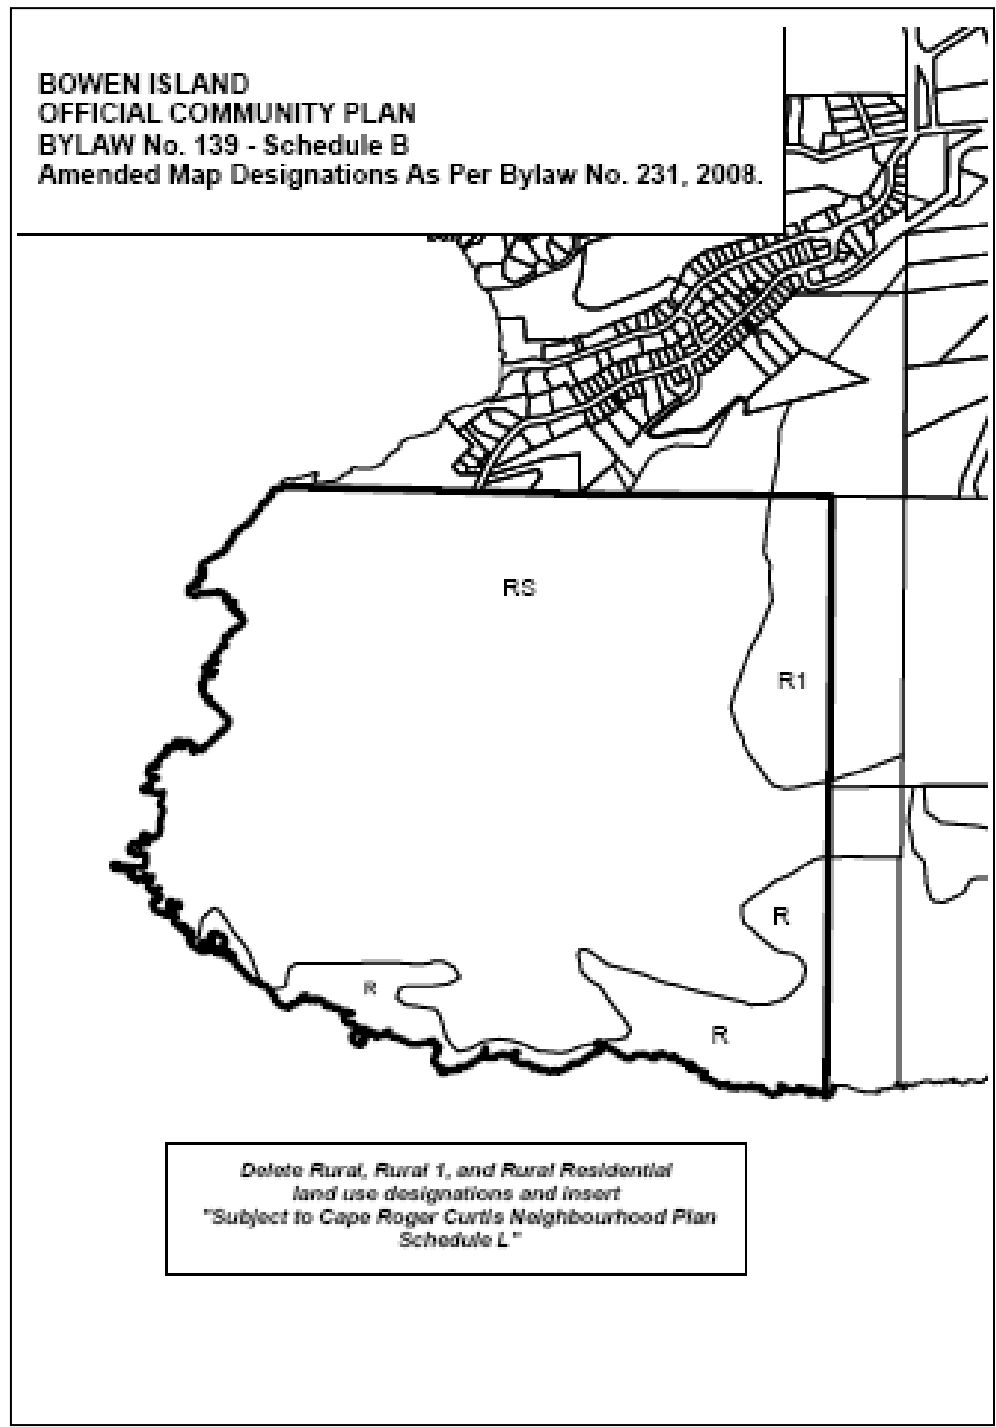 BOWEN ISLAND
OFFICIAL COMMUNITY PLAN
BYLAW No. 139 - Schedule B
Amended Map Designations As Per Bylaw No. 231, 2008.
RS
R1
R
R
R
Delete Rural, Rural 1, and Rural Residential
land use designations and insert
"Subject to Cape Roger Curtis Neighbourhood Plan
Schedule L"